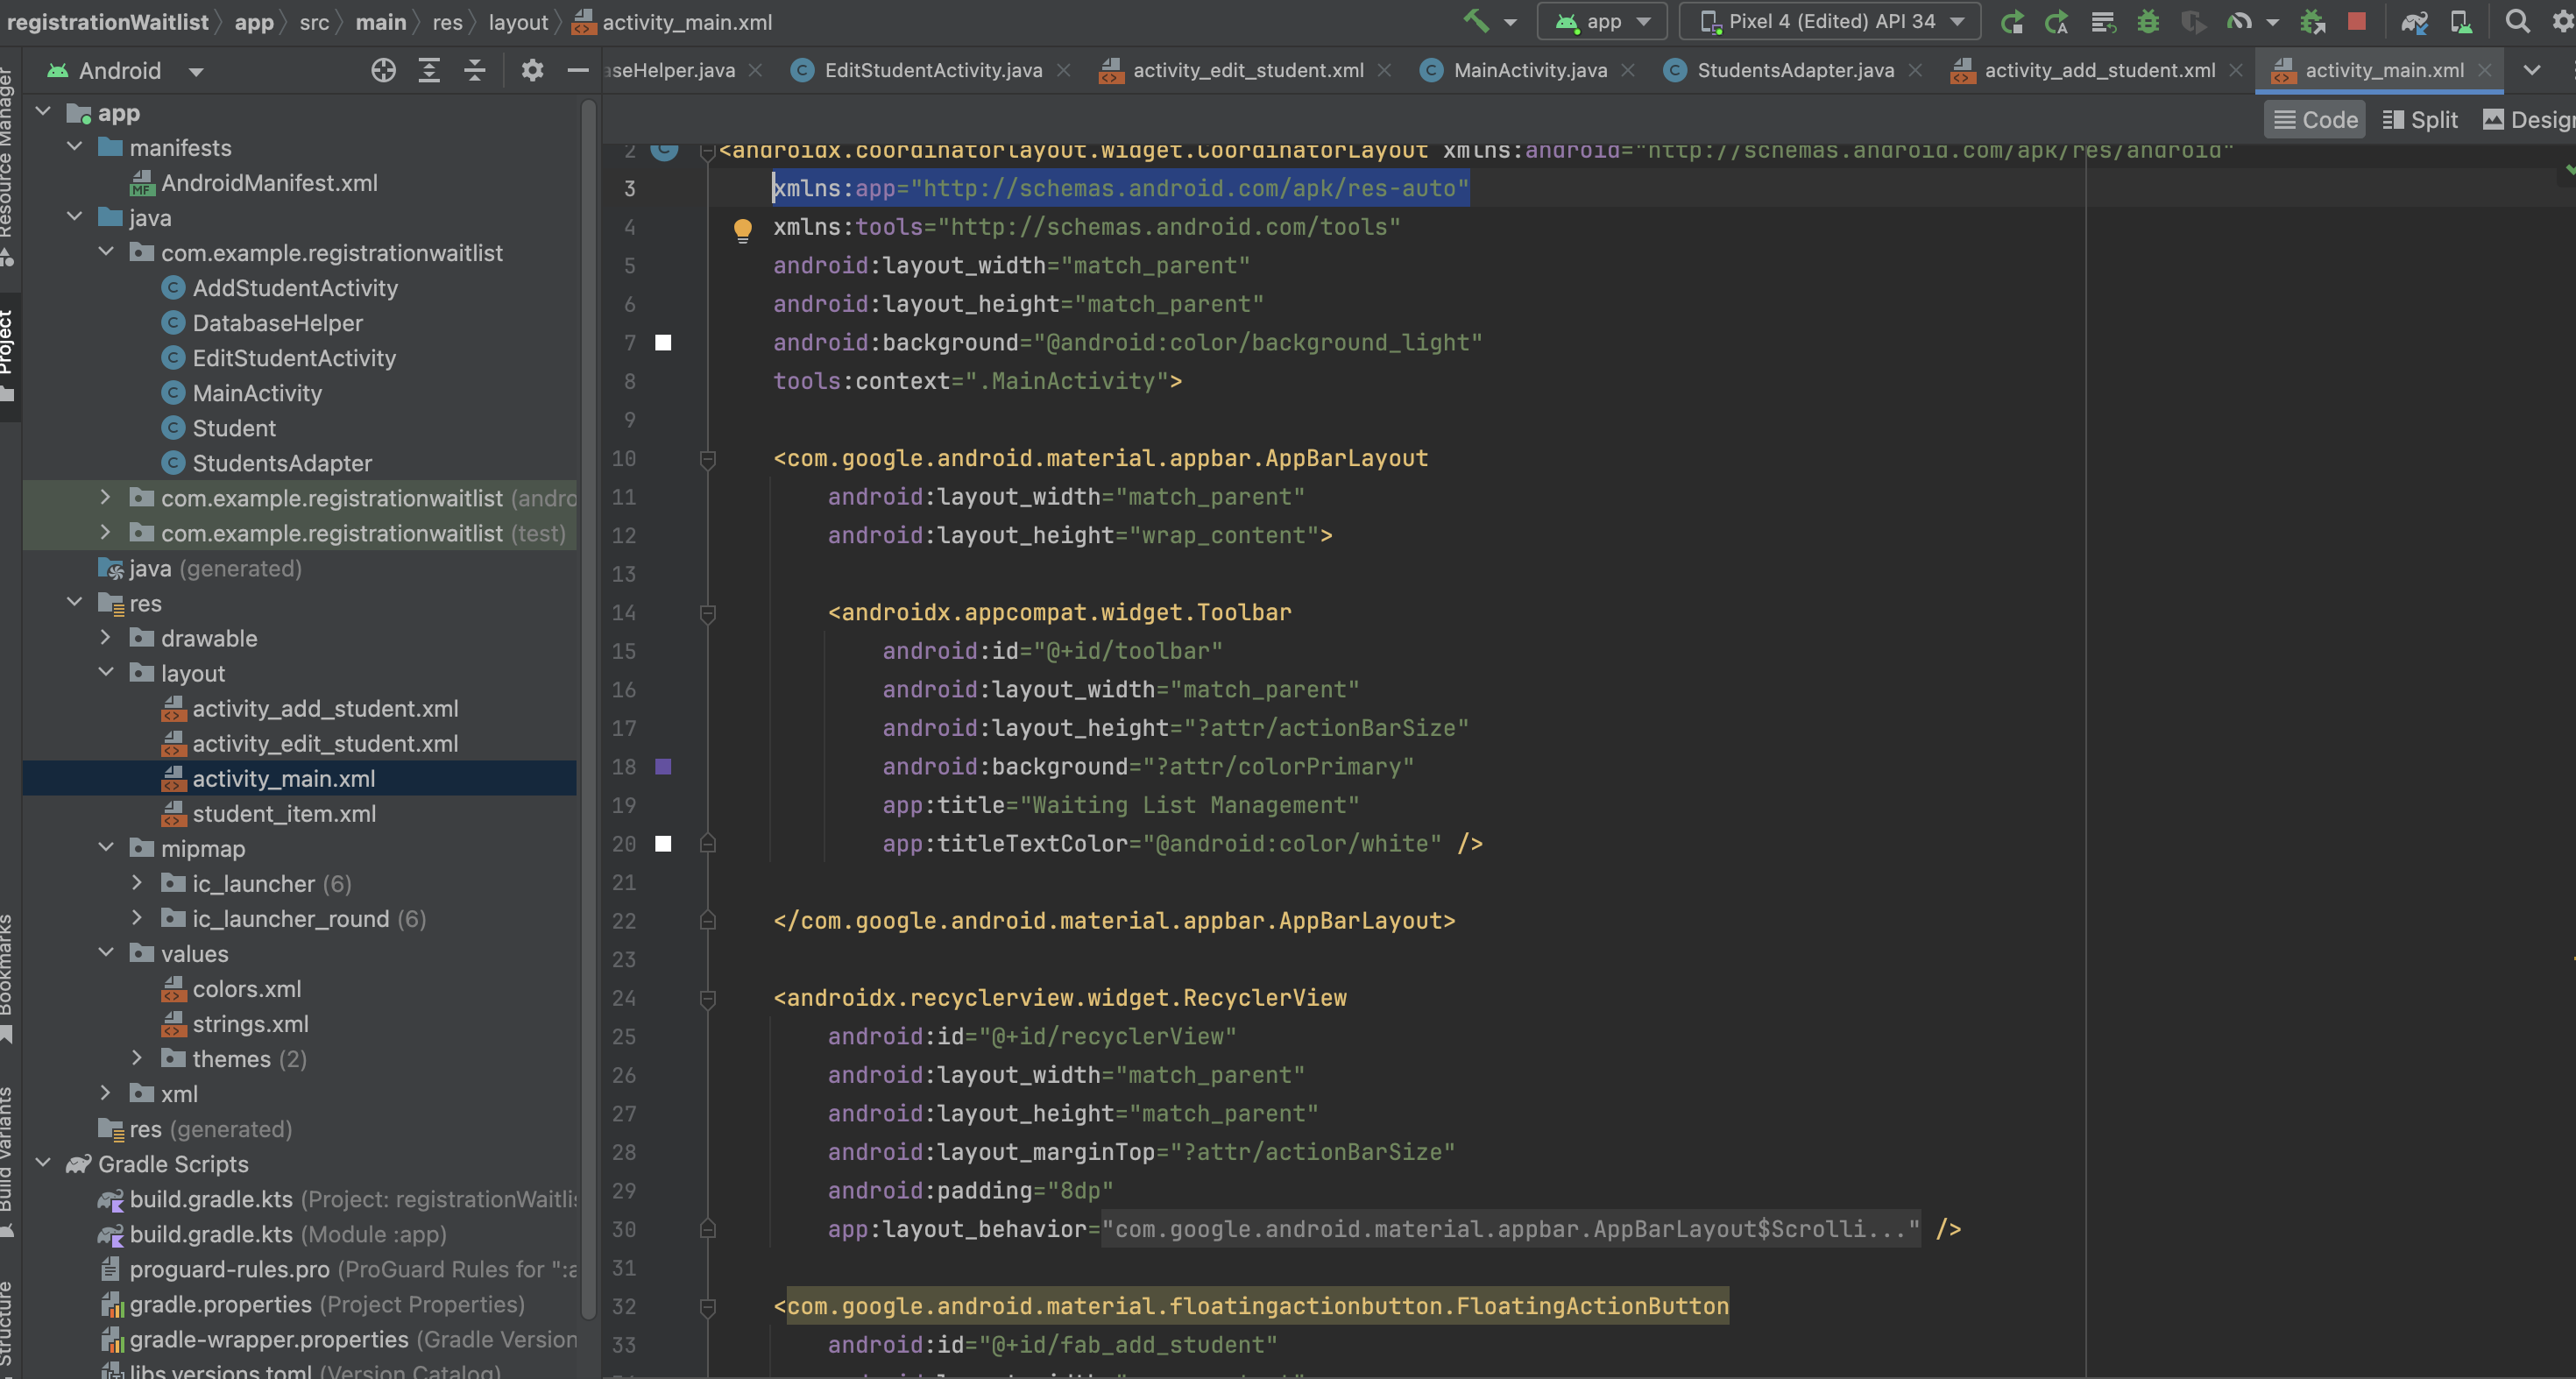 registrationWaitlist app src main res layout activity_main.xml
app Pixel 4 (Edited) API 34
Android
aseHelper.java EditStudentActivity.java activity_edit_student.xml MainActivity.java StudentsAdapter.java activity_add_student.xml activity_main.xml
Code Split Design
Resource Manager
Project
Bookmarks
Build Variants
Structure
app
manifests
AndroidManifest.xml
java
com.example.registrationwaitlist
AddStudentActivity
DatabaseHelper
EditStudentActivity
MainActivity
Student
StudentsAdapter
com.example.registrationwaitlist (andro
com.example.registrationwaitlist (test)
java (generated)
res
drawable
layout
activity_add_student.xml
activity_edit_student.xml
activity_main.xml
student_item.xml
mipmap
ic_launcher (6)
ic_launcher_round (6)
values
colors.xml
strings.xml
themes (2)
xml
res (generated)
Gradle Scripts
build.gradle.kts (Project: registrationWaitlis
build.gradle.kts (Module :app)
proguard-rules.pro (ProGuard Rules for ":a
gradle.properties (Project Properties)
gradle-wrapper.properties (Gradle Version
libs.versions.toml (Version Catalog)
2 <androidx.coordinatorlayout.widget.CoordinatorLayout xmlns:android="http://schemas.android.com/apk/res/android"
3 xmlns:app="http://schemas.android.com/apk/res-auto"
4 xmlns:tools="http://schemas.android.com/tools"
5 android:layout_width="match_parent"
6 android:layout_height="match_parent"
7 android:background="@android:color/background_light"
8 tools:context=".MainActivity">
9
10 <com.google.android.material.appbar.AppBarLayout
11 android:layout_width="match_parent"
12 android:layout_height="wrap_content">
13
14 <androidx.appcompat.widget.Toolbar
15 android:id="@+id/toolbar"
16 android:layout_width="match_parent"
17 android:layout_height="?attr/actionBarSize"
18 android:background="?attr/colorPrimary"
19 app:title="Waiting List Management"
20 app:titleTextColor="@android:color/white" />
21
22 </com.google.android.material.appbar.AppBarLayout>
23
24 <androidx.recyclerview.widget.RecyclerView
25 android:id="@+id/recyclerView"
26 android:layout_width="match_parent"
27 android:layout_height="match_parent"
28 android:layout_marginTop="?attr/actionBarSize"
29 android:padding="8dp"
30 app:layout_behavior="com.google.android.material.appbar.AppBarLayout$Scrolli..." />
31
32 <com.google.android.material.floatingactionbutton.FloatingActionButton
33 android:id="@+id/fab_add_student"